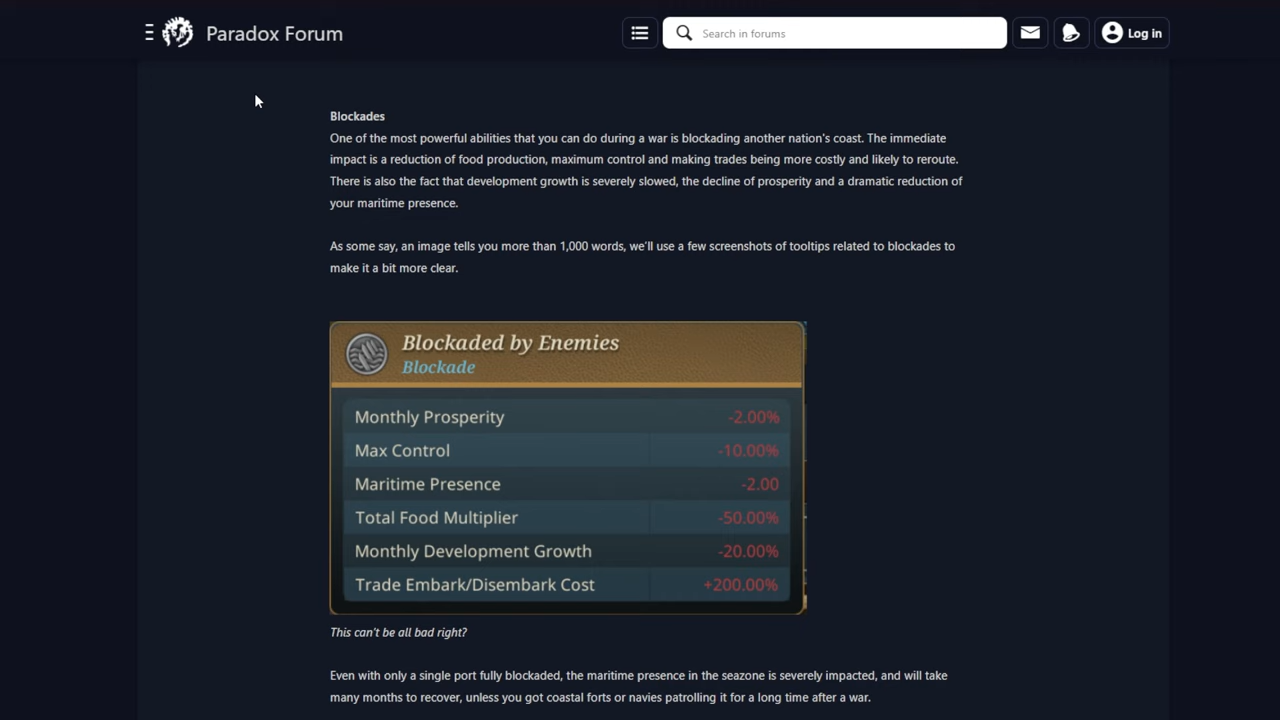 Paradox Forum
Search in forums
Log in
Blockades
One of the most powerful abilities that you can do during a war is blockading another nation's coast. The immediate
impact is a reduction of food production, maximum control and making trades being more costly and likely to reroute.
There is also the fact that development growth is severely slowed, the decline of prosperity and a dramatic reduction of
your maritime presence.
As some say, an image tells you more than 1,000 words, we'll use a few screenshots of tooltips related to blockades to
make it a bit more clear.
Blockaded by Enemies
Blockade
Monthly Prosperity -2.00%
Max Control -10.00%
Maritime Presence -2.00
Total Food Multiplier -50.00%
Monthly Development Growth -20.00%
Trade Embark/Disembark Cost +200.00%
This can't be all bad right?
Even with only a single port fully blockaded, the maritime presence in the seazone is severely impacted, and will take
many months to recover, unless you got coastal forts or navies patrolling it for a long time after a war.